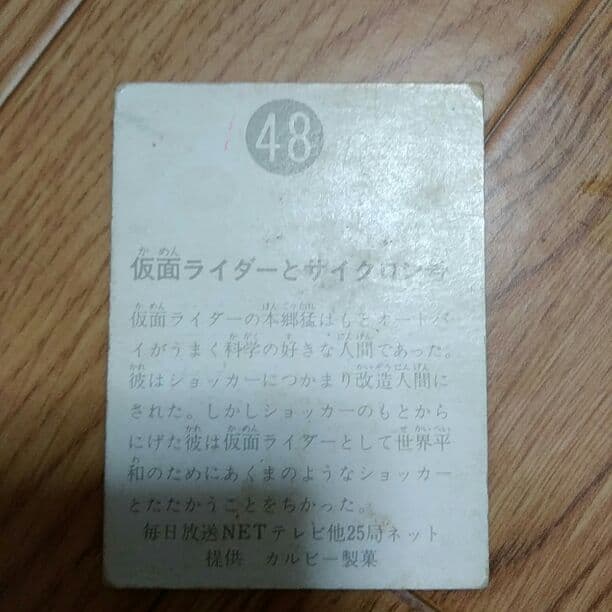 48
仮面ライダーとサイクロン号
仮面ライダーの本郷猛はもとオートバ
イがうまく科学の好きな人間であった。
彼はショッカーにつかまり改造人間に
された。しかしショッカーのもとから
にげた彼は仮面ライダーとして世界平
和のためにあくまのようなショッカー
とたたかうことをちかった。
毎日放送NETテレビ他25局ネット
提供 カルビー製菓